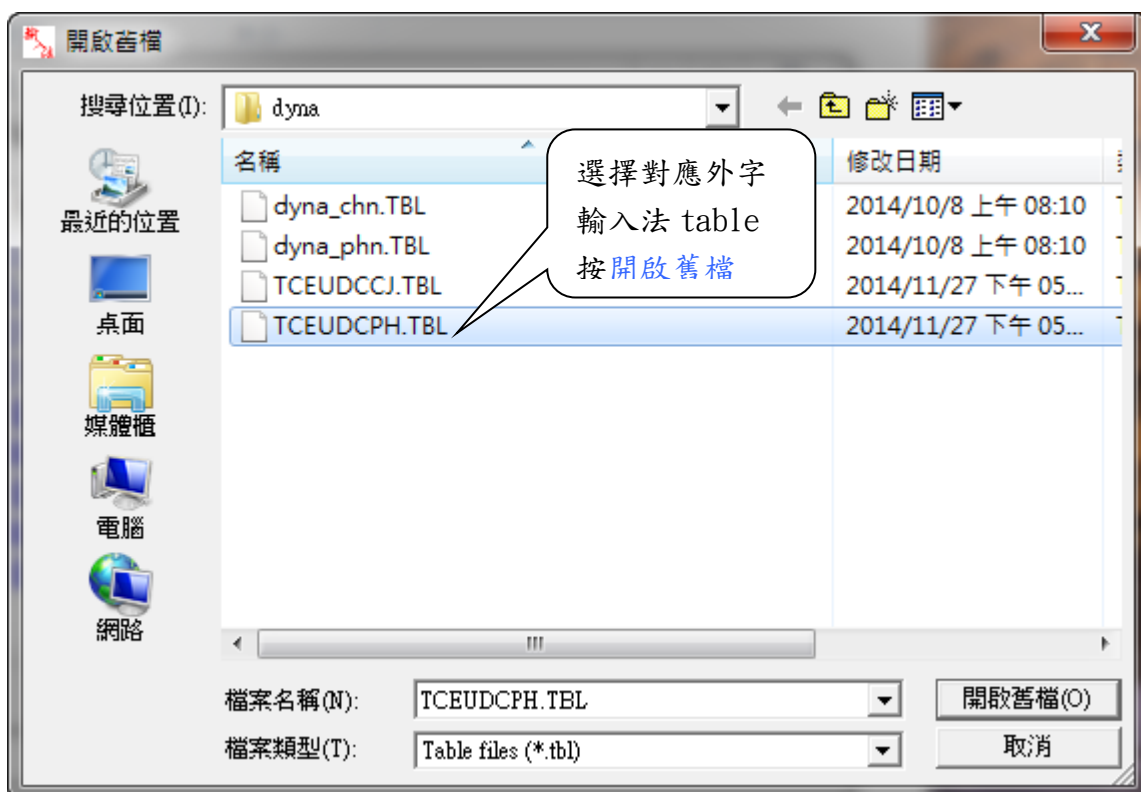 開啟舊檔
搜尋位置(I):
dyna
名稱
修改日期
dyna_chn.TBL
2014/10/8 上午 08:10
dyna_phn.TBL
2014/10/8 上午 08:10
TCEUDCCJ.TBL
2014/11/27 下午 05...
TCEUDCPH.TBL
2014/11/27 下午 05...
選擇對應外字
輸入法 table
按開啟舊檔
最近的位置
桌面
媒體櫃
電腦
網路
檔案名稱(N):
TCEUDCPH.TBL
開啟舊檔(O)
檔案類型(T):
Table files (*.tbl)
取消